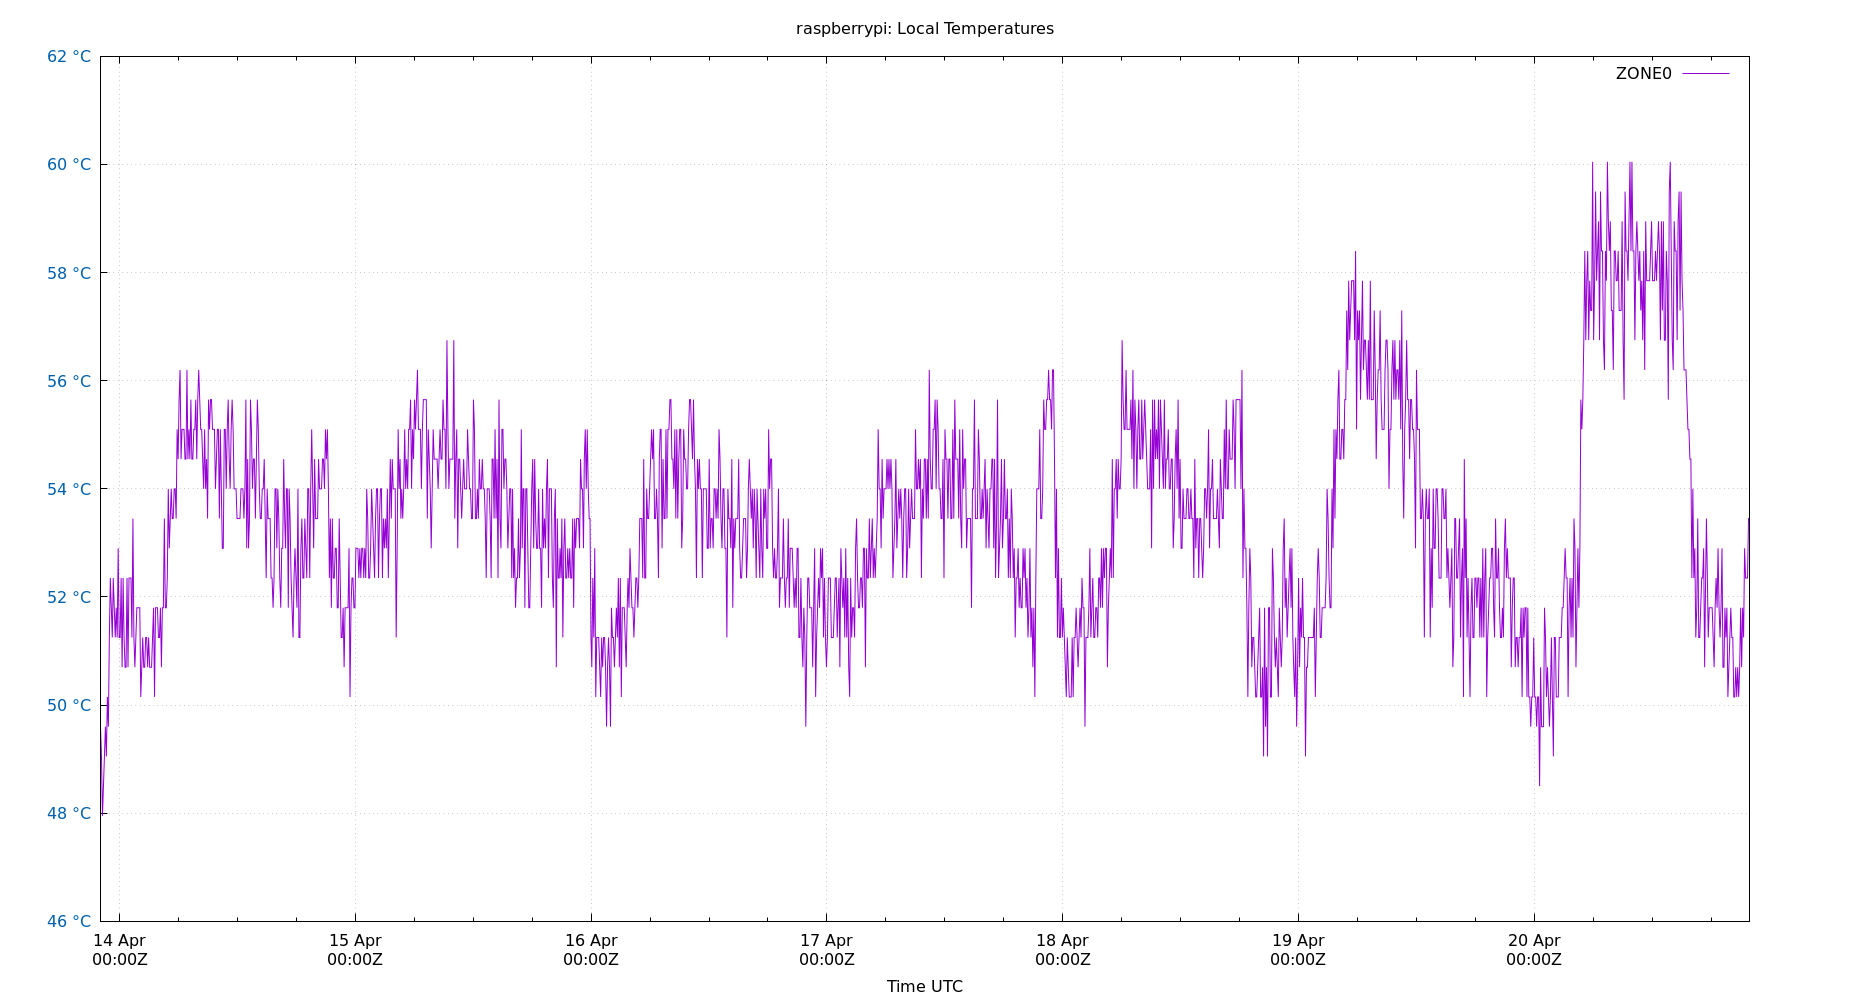 raspberrypi: Local Temperatures
62 °C
ZONE0
60 °C
58 °C
56 °C
54 °C
52 °C
50 °C
48 °C
46 °C
14 Apr 15 Apr 16 Apr 17 Apr 18 Apr 19 Apr 20 Apr
00:00Z 00:00Z 00:00Z 00:00Z 00:00Z 00:00Z 00:00Z
Time UTC